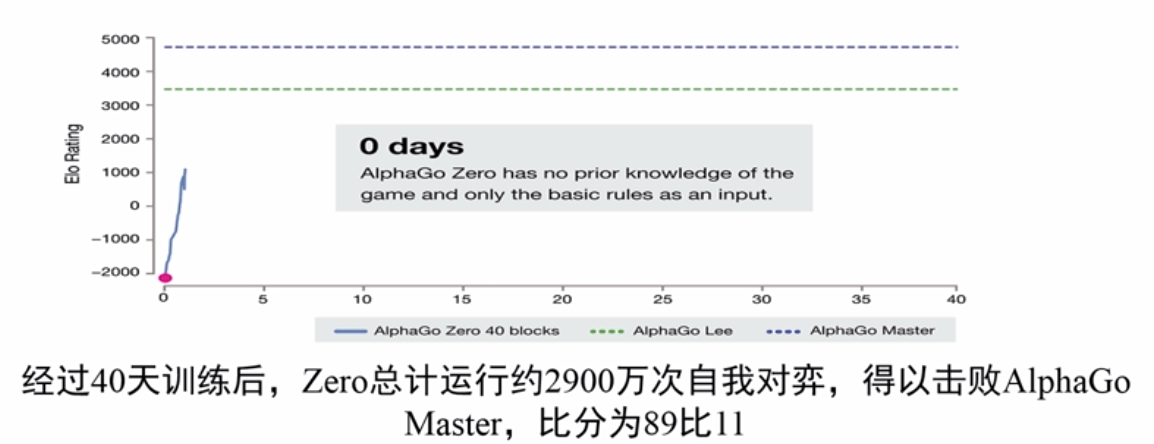 5000
4000
3000
2000
1000
0
−1000
−2000
Elo Rating
0 days
AlphaGo Zero has no prior knowledge of the
game and only the basic rules as an input.
0 5 10 15 20 25 30 35 40
AlphaGo Zero 40 blocks AlphaGo Lee AlphaGo Master
经过40天训练后，Zero总计运行约2900万次自我对弈，得以击败AlphaGo
Master，比分为89比11